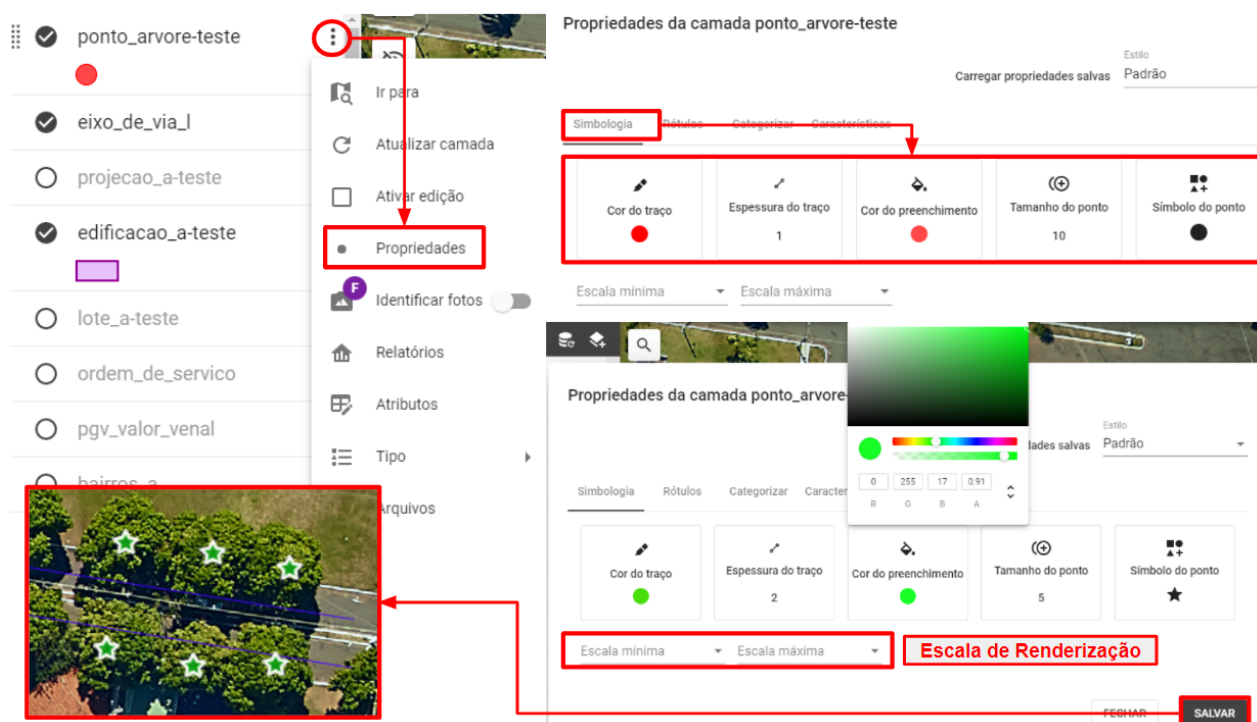 ponto_arvore-teste
eixo_de_via_l
projecao_a-teste
edificacao_a-teste
lote_a-teste
ordem_de_servico
pgv_valor_venal
bairros_a
Ir para
Atualizar camada
Ativar edição
Propriedades
F
Identificar fotos
Relatórios
Atributos
Tipo
Arquivos
Propriedades da camada ponto_arvore-teste
Estilo
Carregar propriedades salvas Padrão
Simbologia Rótulos Categorizar Características
Cor do traço Espessura do traço Cor do preenchimento Tamanho do ponto Símbolo do ponto
1 10
Escala mínima Escala máxima
Propriedades da camada ponto_arvore-
Estilo
dades salvas Padrão
0 255 17 0.91
R G B A
Simbologia Rótulos Categorizar Caracter
Cor do traço Espessura do traço Cor do preenchimento Tamanho do ponto Símbolo do ponto
2 5
Escala mínima Escala máxima Escala de Renderização
FECHAR SALVAR